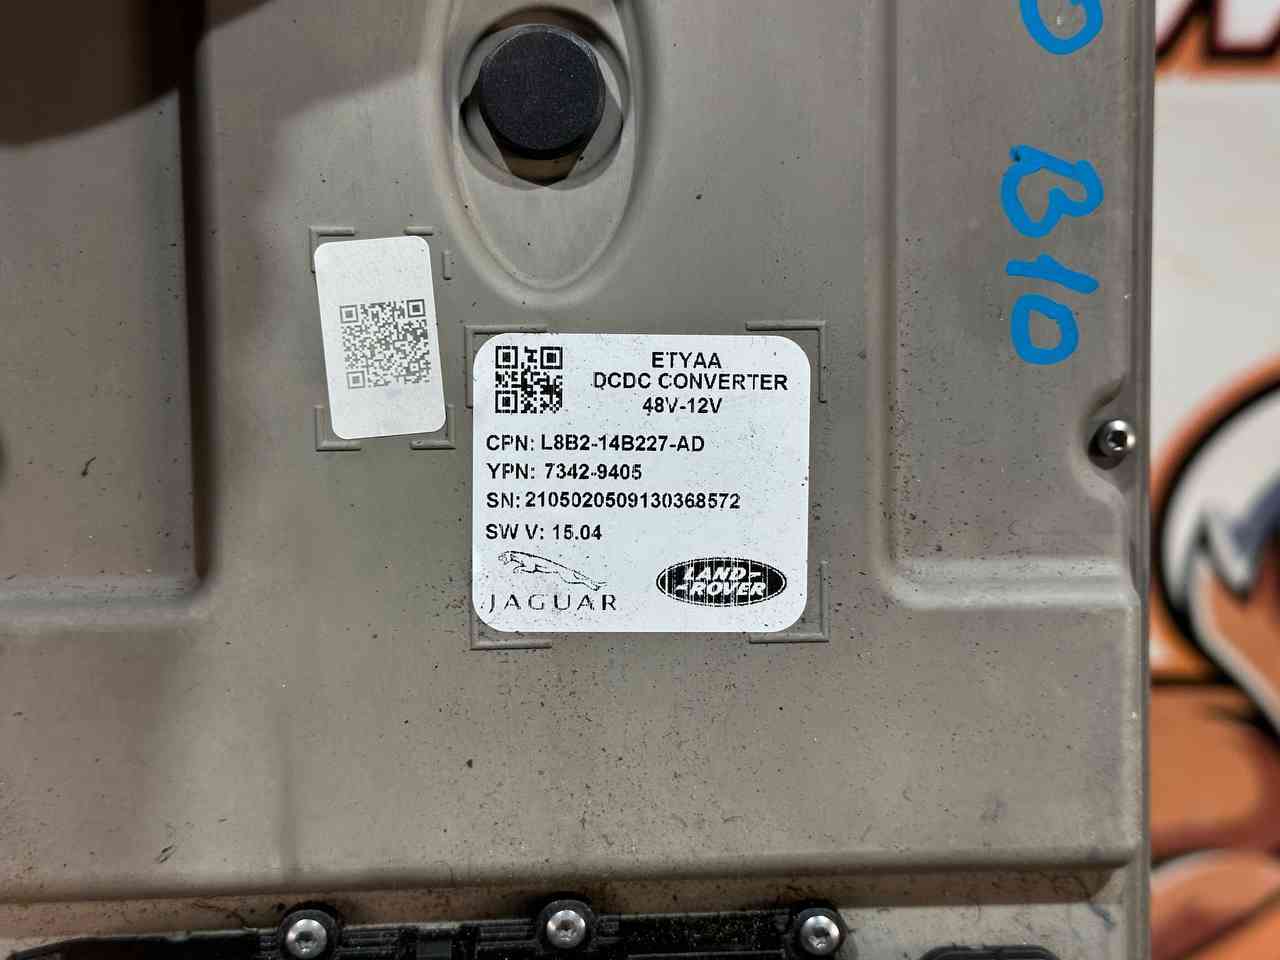 ETYAA
DCDC CONVERTER
48V-12V
CPN: L8B2-14B227-AD
YPN: 7342-9405
SN: 2105020509130368572
SW V: 15.04
JAGUAR
LAND
ROVER
B10